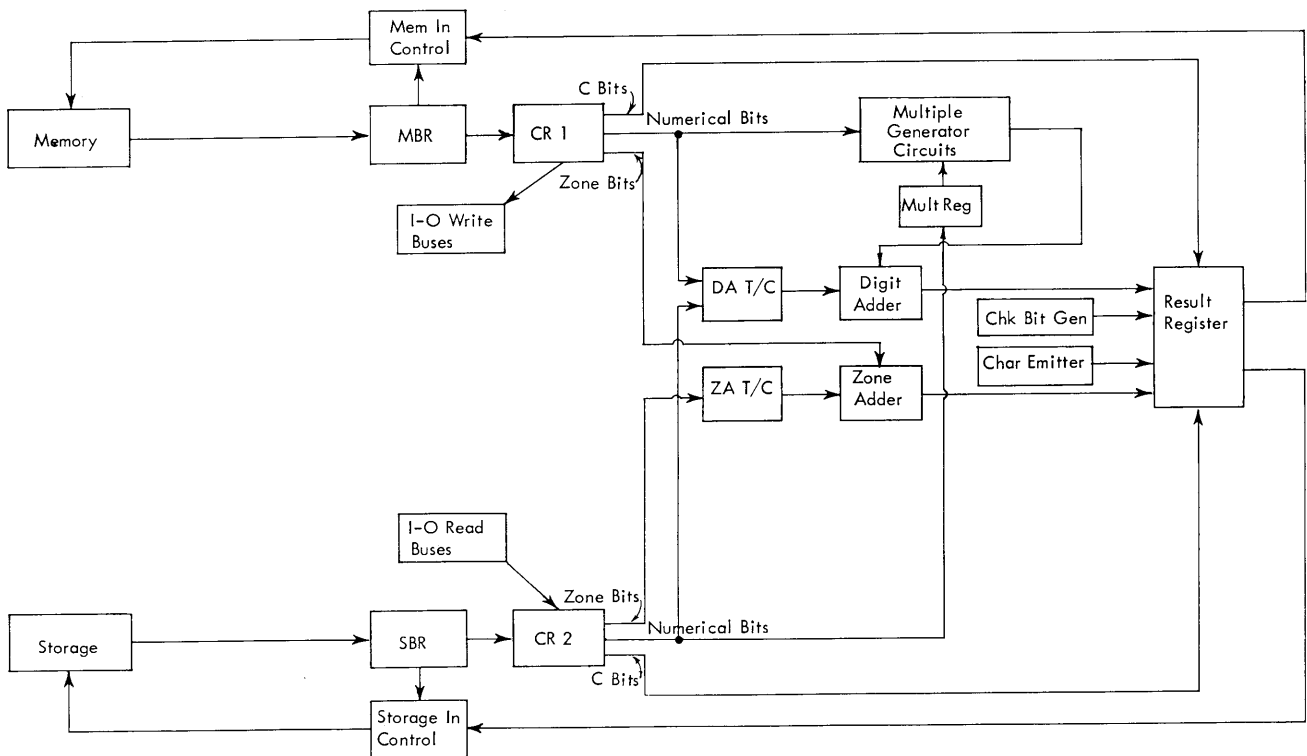 Mem In
Control
Memory
MBR
CR 1
C Bits
Numerical Bits
Zone Bits
Multiple
Generator
Circuits
Mult Reg
I-O Write
Buses
DA T/C
Digit
Adder
Chk Bit Gen
Char Emitter
Result
Register
ZA T/C
Zone
Adder
I-O Read
Buses
Storage
SBR
CR 2
Zone Bits
Numerical Bits
C Bits
Storage In
Control